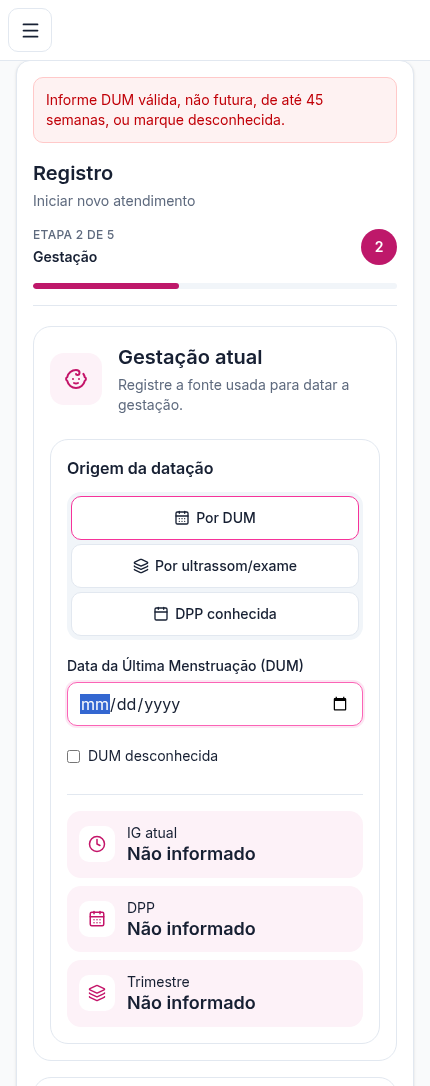 Informe DUM válida, não futura, de até 45
semanas, ou marque desconhecida.
Registro
Iniciar novo atendimento
ETAPA 2 DE 5
Gestação
2
Gestação atual
Registre a fonte usada para datar a
gestação.
Origem da datação
Por DUM
Por ultrassom/exame
DPP conhecida
Data da Última Menstruação (DUM)
mm/dd/yyyy
DUM desconhecida
IG atual
Não informado
DPP
Não informado
Trimestre
Não informado